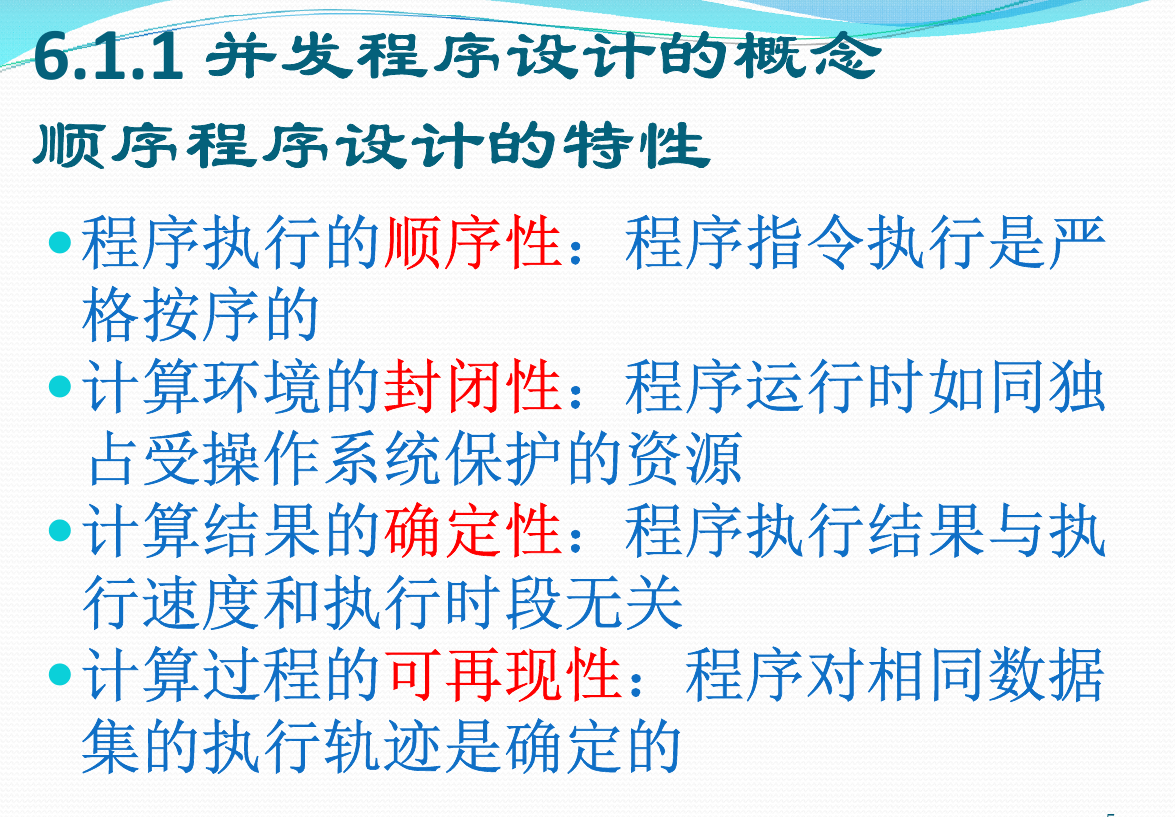 6.1.1 并发程序设计的概念
顺序程序设计的特性
•程序执行的顺序性：程序指令执行是严
格按序的
•计算环境的封闭性：程序运行时如同独
占受操作系统保护的资源
•计算结果的确定性：程序执行结果与执
行速度和执行时段无关
•计算过程的可再现性：程序对相同数据
集的执行轨迹是确定的